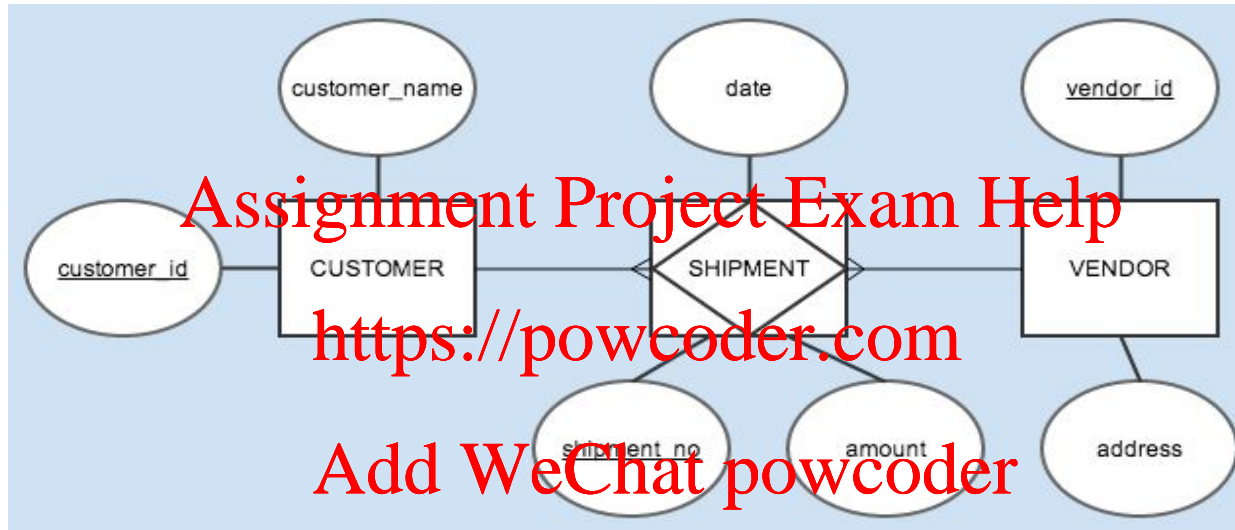 customer_name
date
vendor_id
Assignment Project Exam Help
customer_id
CUSTOMER
SHIPMENT
VENDOR
https://powcoder.com
shipment_no
amount
address
Add WeChat powcoder